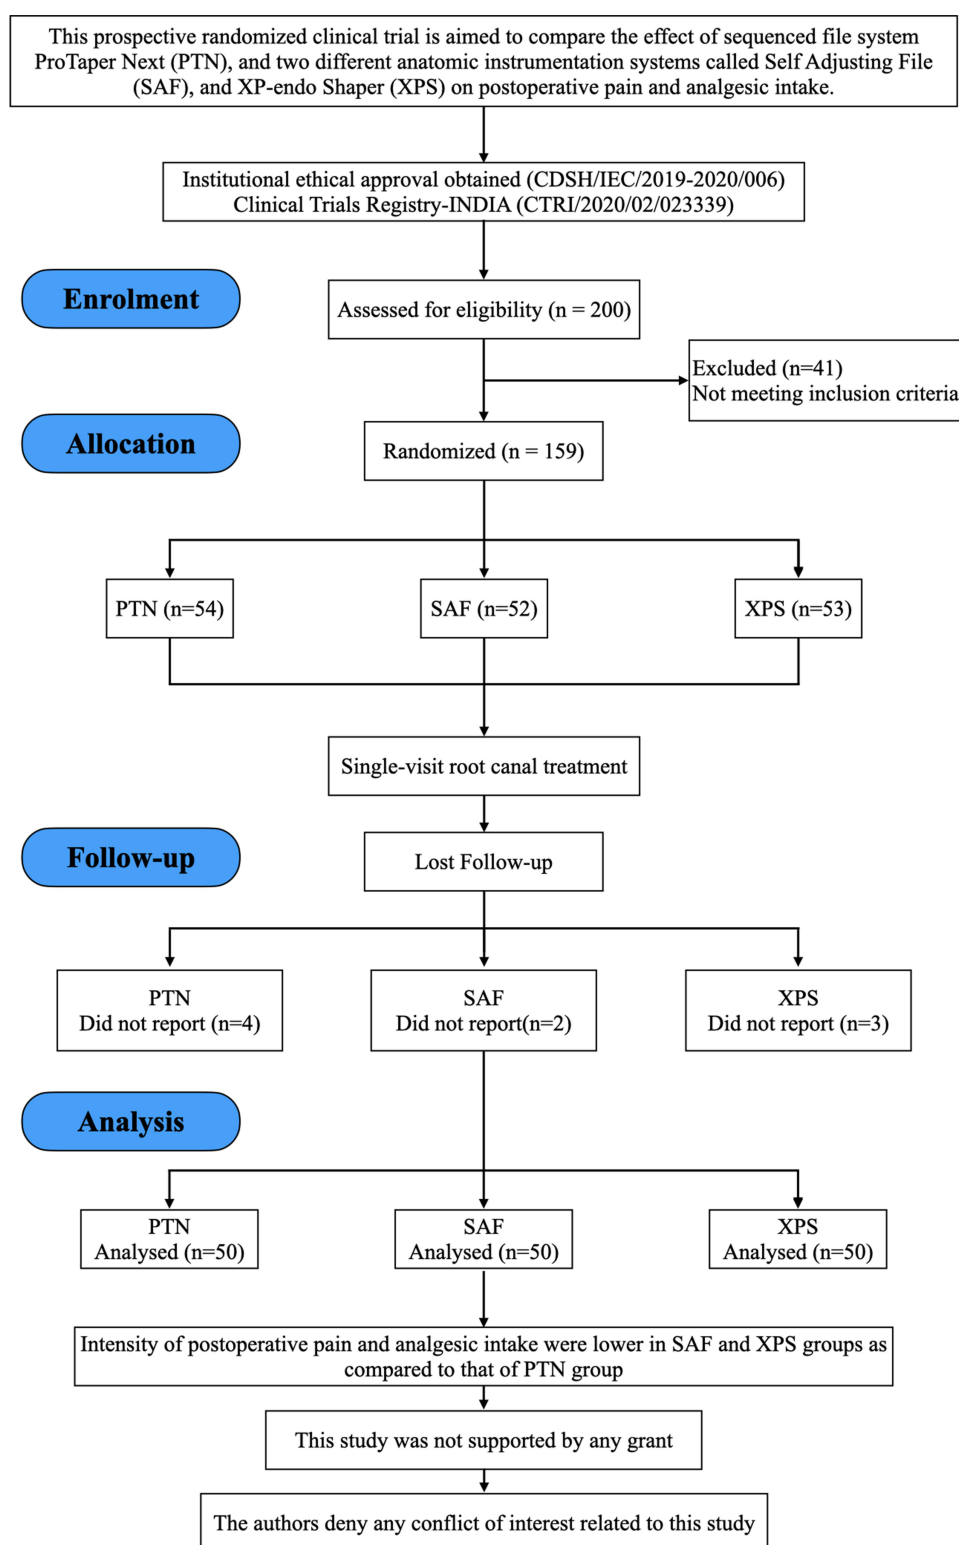 This prospective randomized clinical trial is aimed to compare the effect of sequenced file system
ProTaper Next (PTN), and two different anatomic instrumentation systems called Self Adjusting File
(SAF), and XP-endo Shaper (XPS) on postoperative pain and analgesic intake.
Institutional ethical approval obtained (CDSH/IEC/2019-2020/006)
Clinical Trials Registry-INDIA (CTRI/2020/02/023339)
Enrolment
Assessed for eligibility (n = 200)
Excluded (n=41)
Not meeting inclusion criteria
Allocation
Randomized (n = 159)
PTN (n=54)
SAF (n=52)
XPS (n=53)
Single-visit root canal treatment
Follow-up
Lost Follow-up
PTN
Did not report (n=4)
SAF
Did not report(n=2)
XPS
Did not report (n=3)
Analysis
PTN
Analysed (n=50)
SAF
Analysed (n=50)
XPS
Analysed (n=50)
Intensity of postoperative pain and analgesic intake were lower in SAF and XPS groups as
compared to that of PTN group
This study was not supported by any grant
The authors deny any conflict of interest related to this study